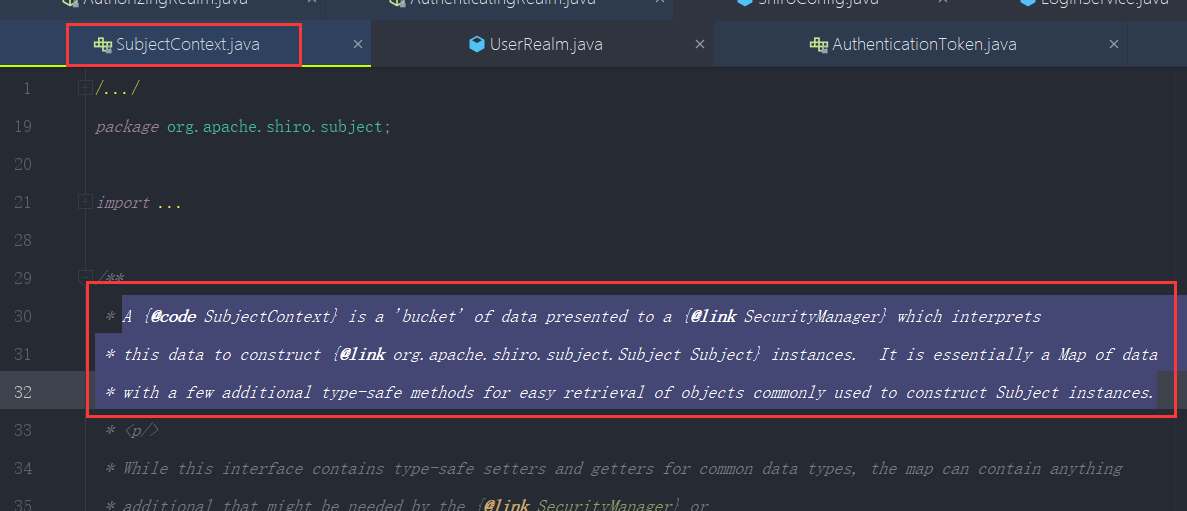 AuthorizingRealm.java × AuthenticatingRealm.java × ShiroConfig.java × LoginService.java
SubjectContext.java × UserRealm.java × AuthenticationToken.java ×
1 /.../
19 package org.apache.shiro.subject;
20
21 import ...
28
29 /**
30 * A {@code SubjectContext} is a 'bucket' of data presented to a {@link SecurityManager} which interprets
31 * this data to construct {@link org.apache.shiro.subject.Subject Subject} instances.  It is essentially a Map of data
32 * with a few additional type-safe methods for easy retrieval of objects commonly used to construct Subject instances.
33 * <p/>
34 * While this interface contains type-safe setters and getters for common data types, the map can contain anything
35 * additional that might be needed by the {@link SecurityManager} or